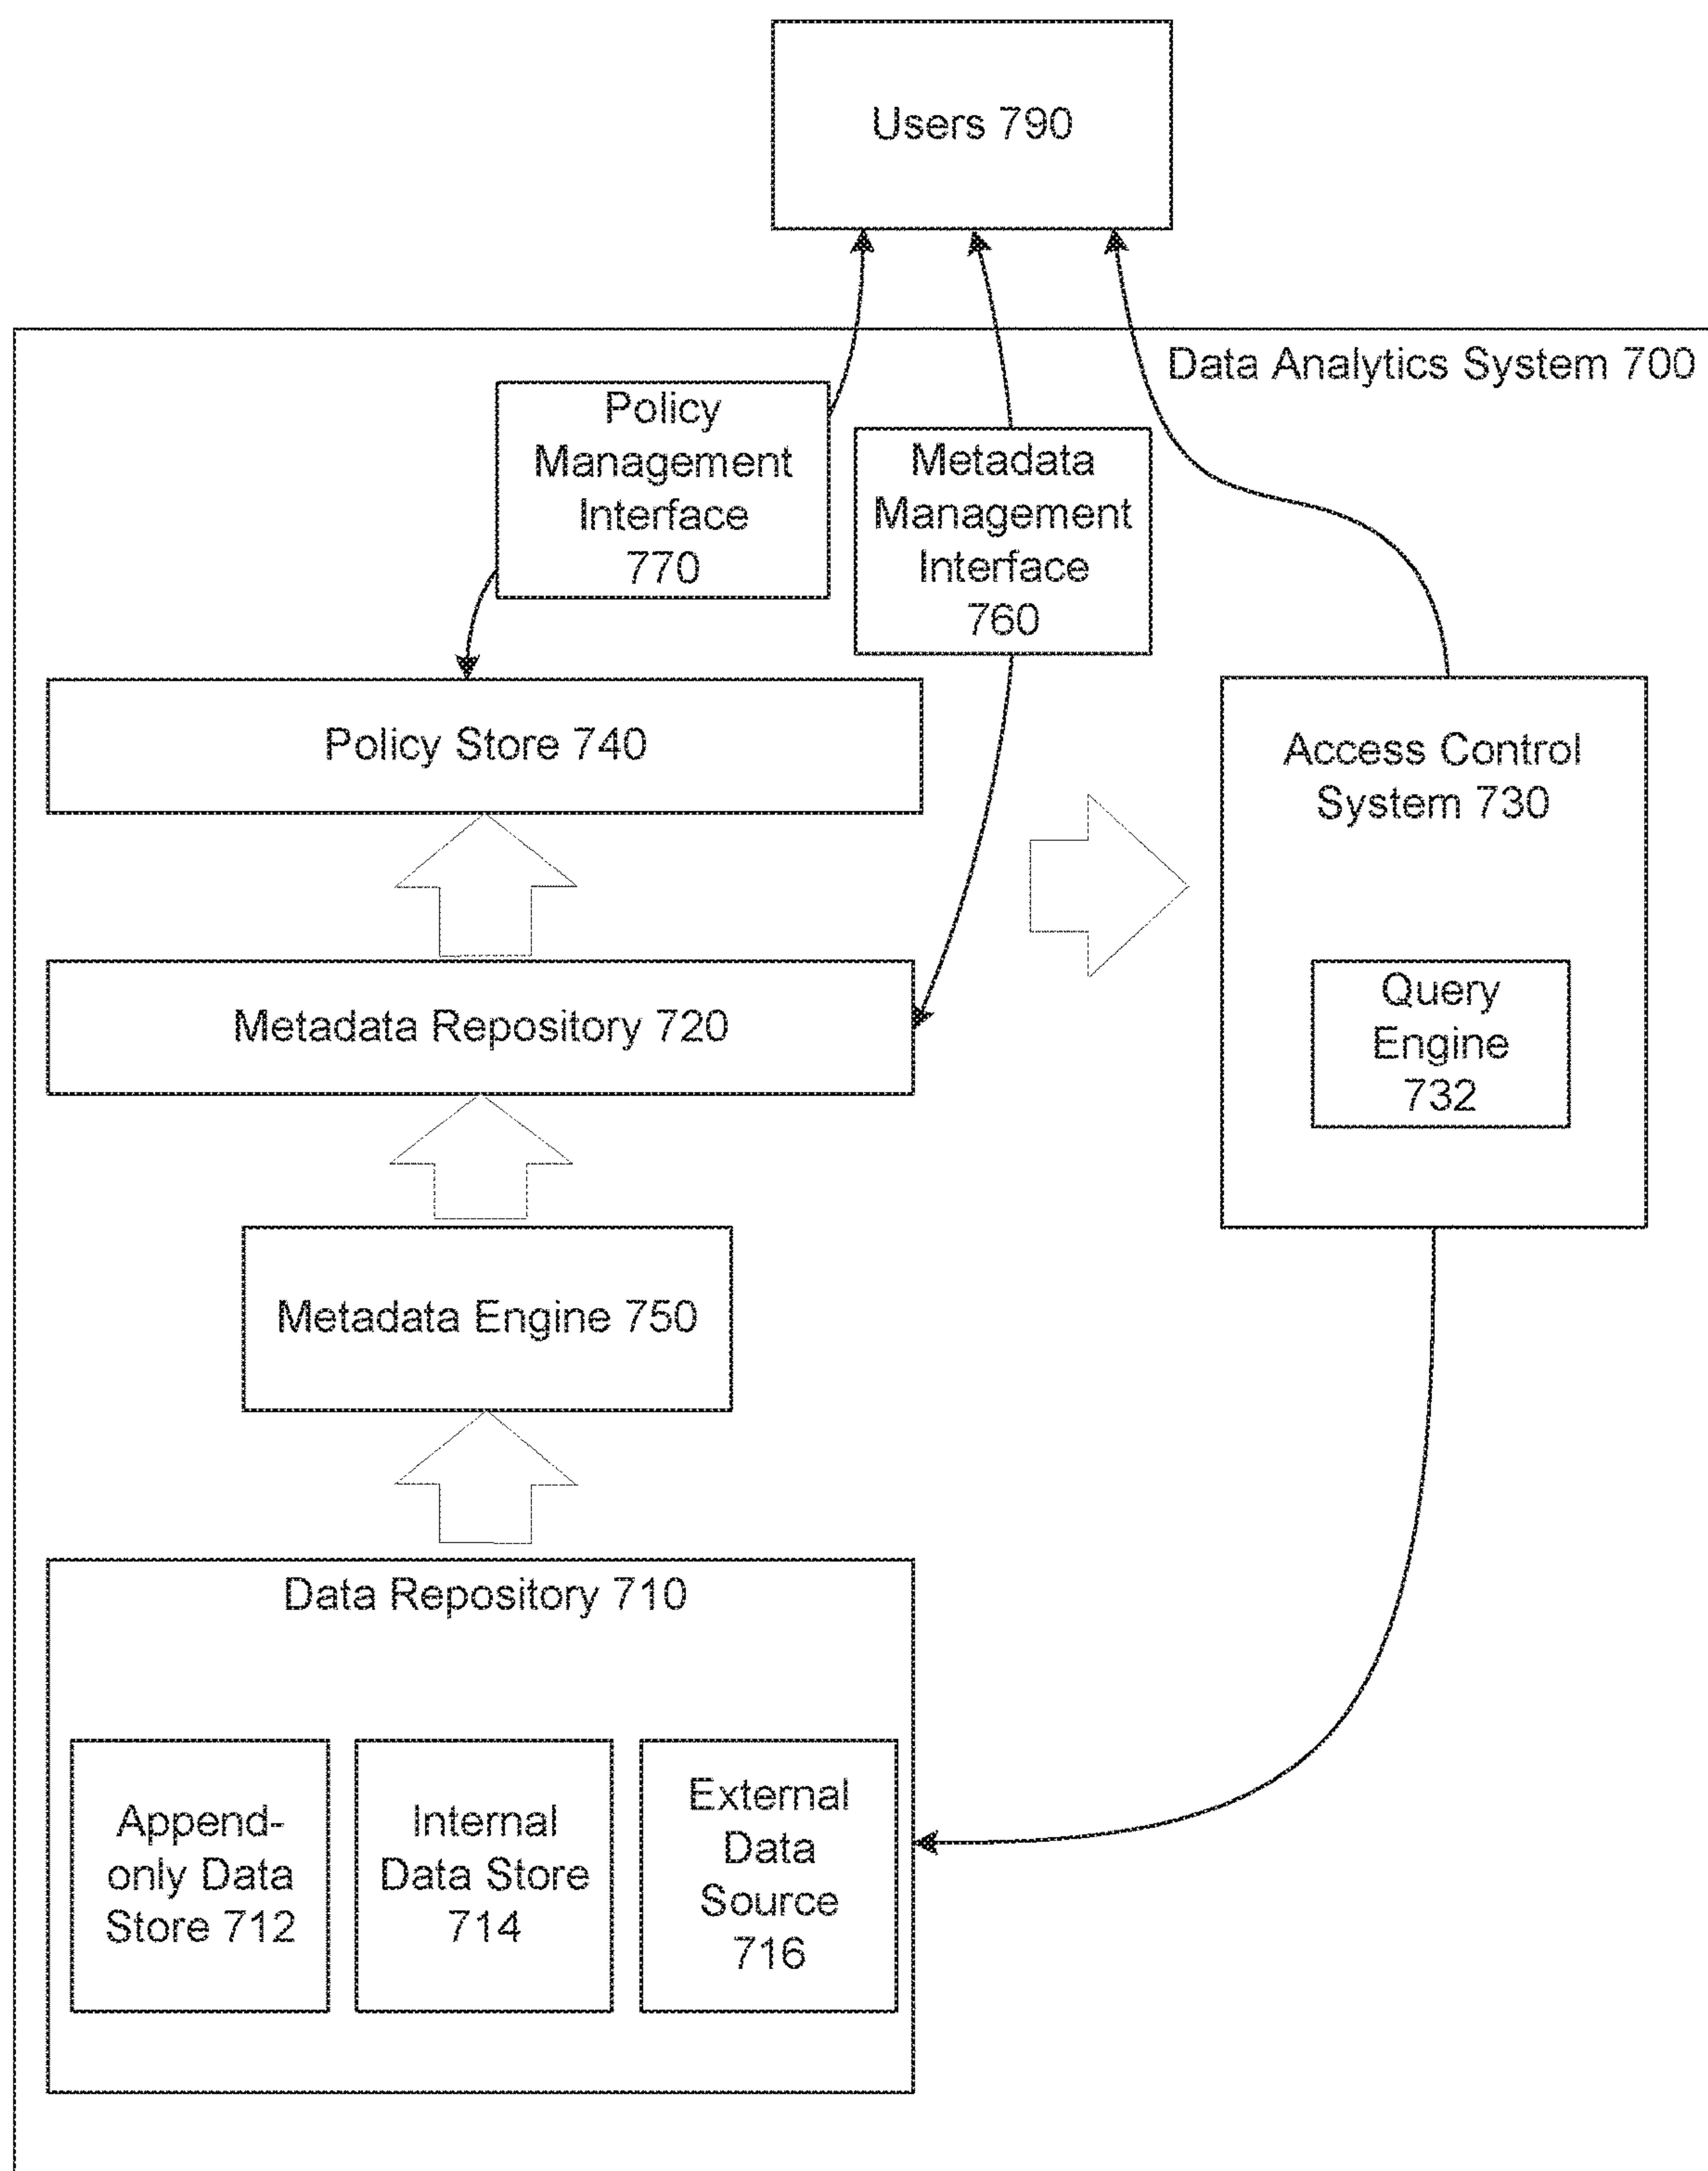 Users 790
Data Analytics System 700
Policy
Management
Interface
770
Metadata
Management
Interface
760
Policy Store 740
Access Control
System 730
Metadata Repository 720
Query
Engine
732
Metadata Engine 750
Data Repository 710
Append-
only Data
Store 712
Internal
Data Store
714
External
Data
Source
716